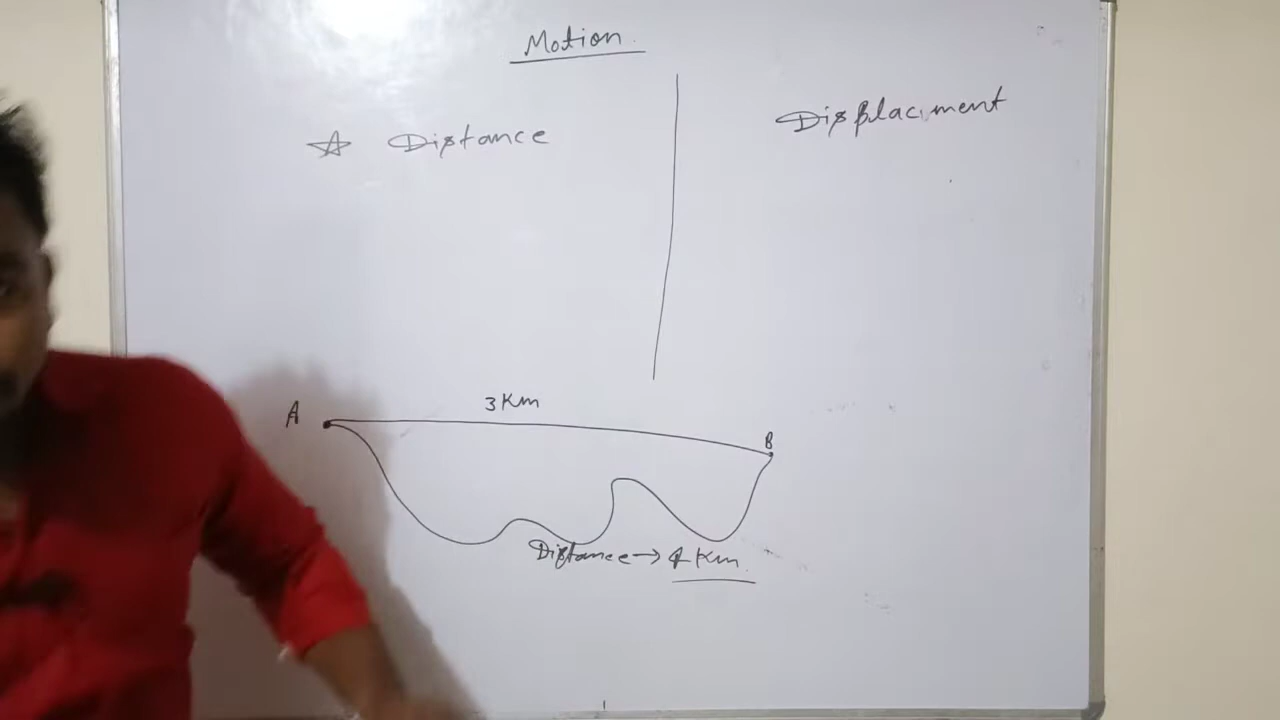 Motion
☆ Distance
Displacement
3 Km
A
B
Distance → 4 Km